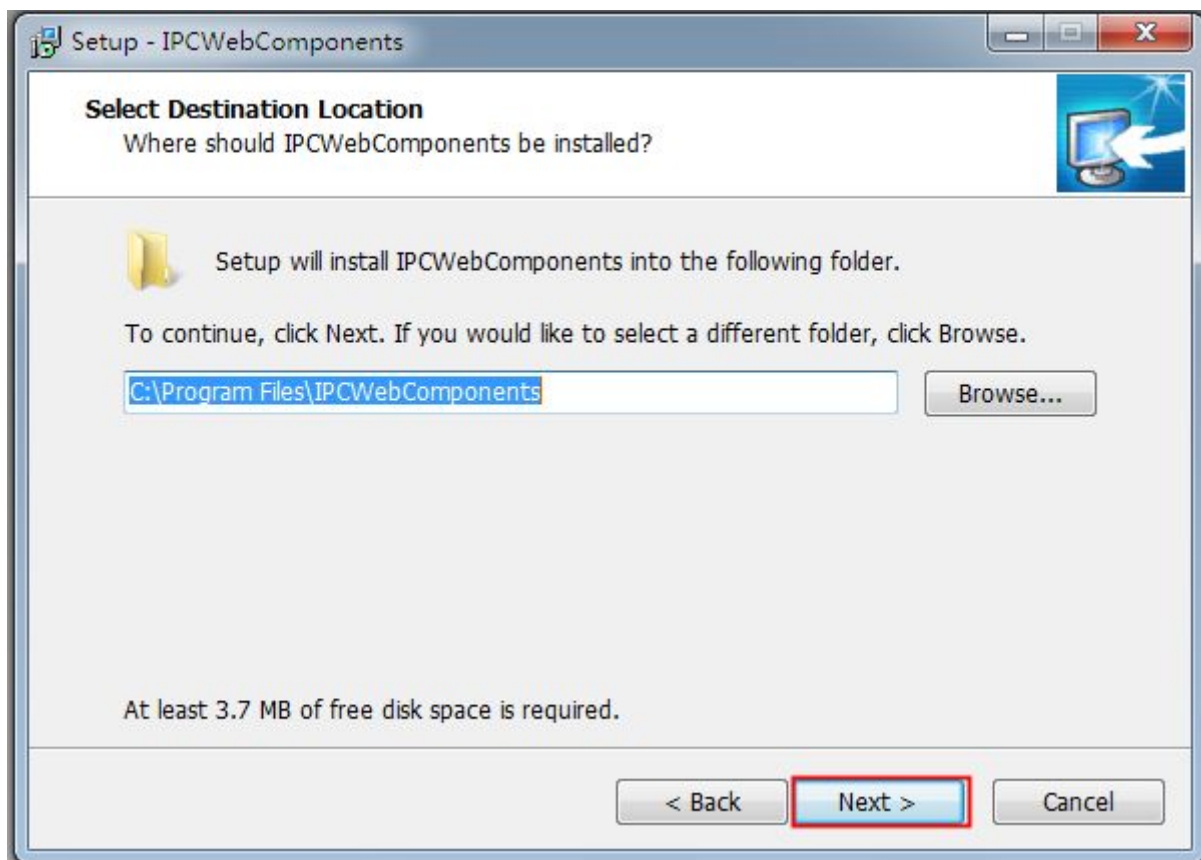 Setup - IPCWebComponents
Select Destination Location
Where should IPCWebComponents be installed?
Setup will install IPCWebComponents into the following folder.
To continue, click Next. If you would like to select a different folder, click Browse.
C:\Program Files\IPCWebComponents
Browse...
At least 3.7 MB of free disk space is required.
< Back
Next >
Cancel